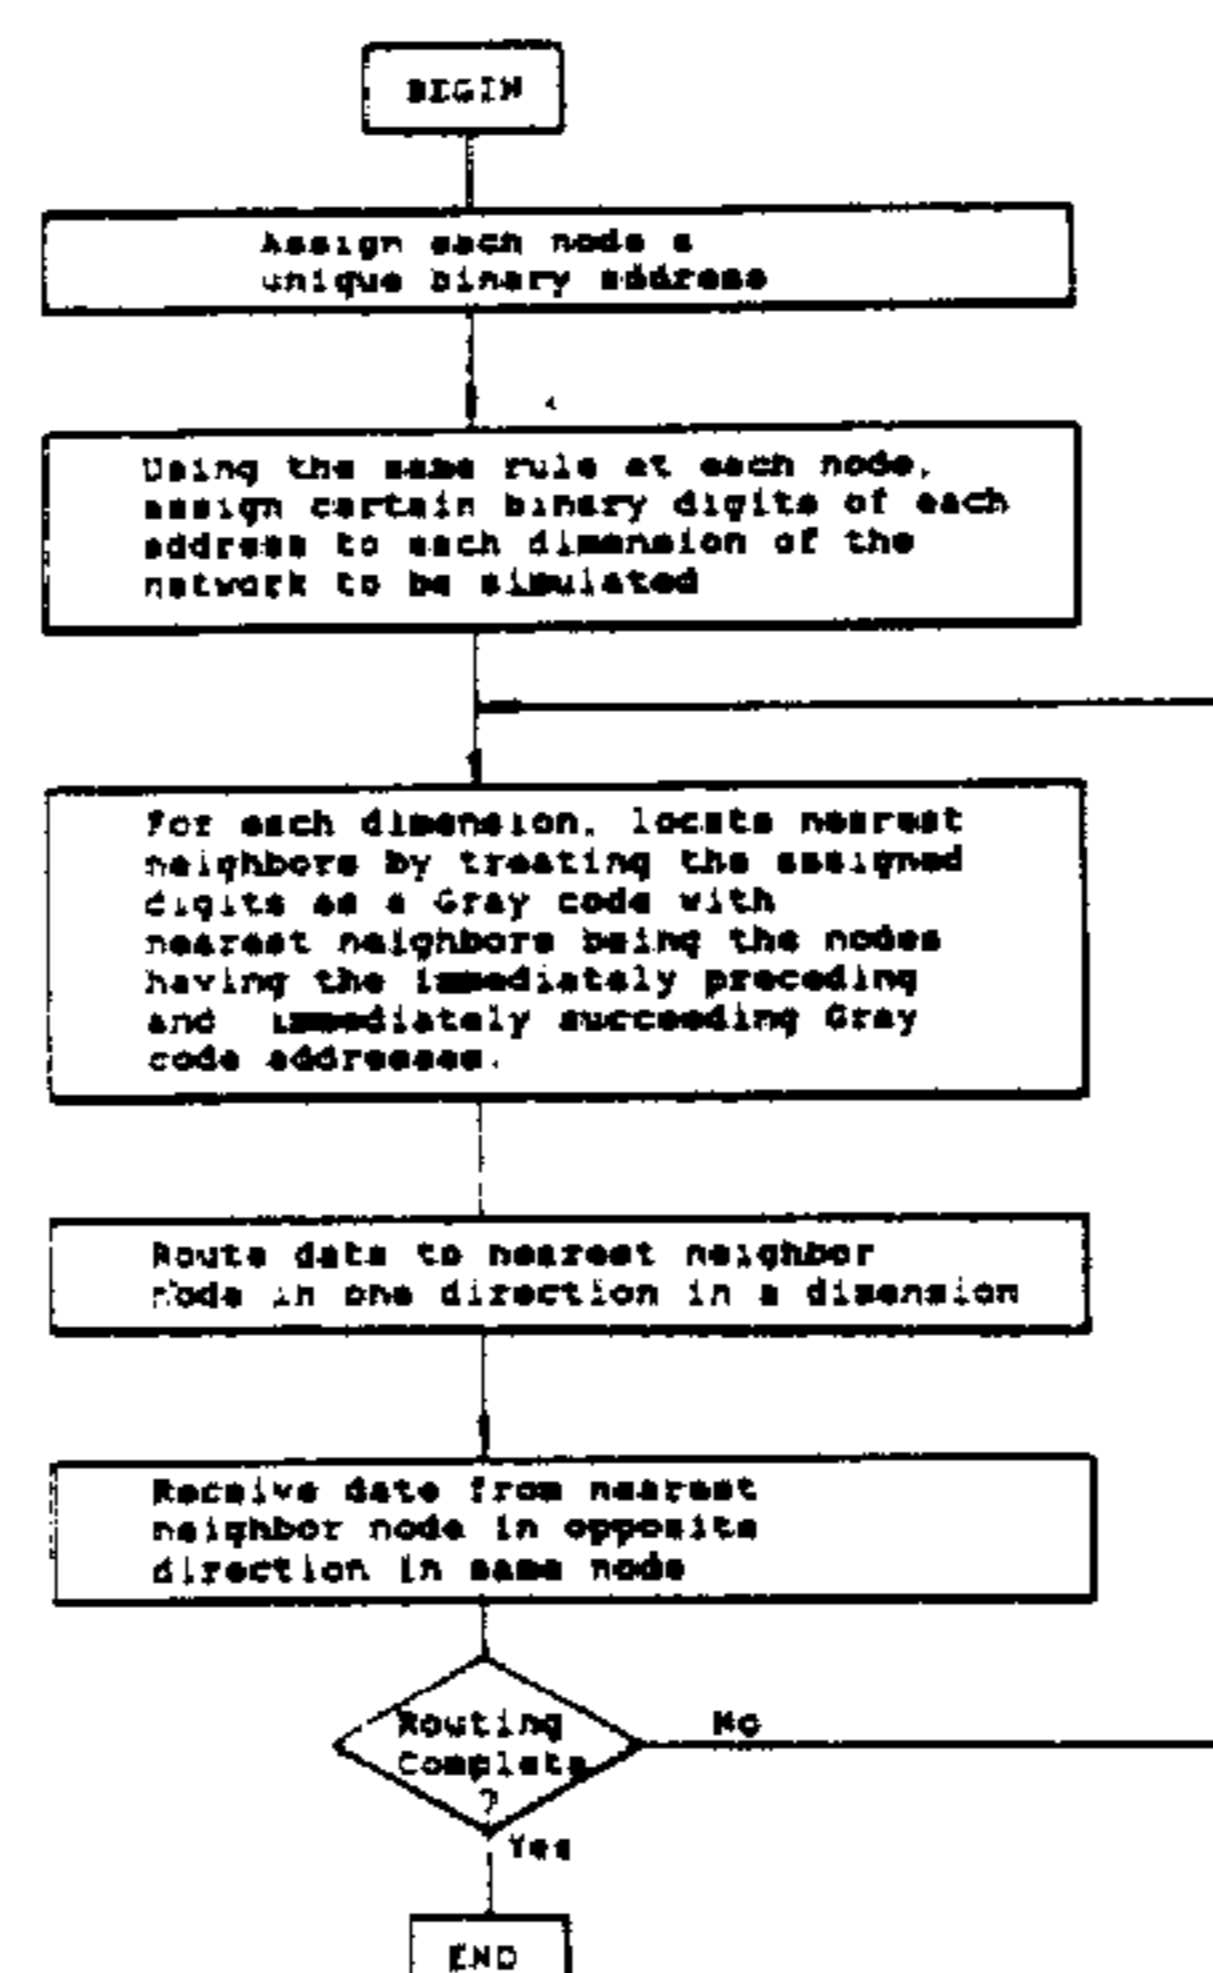 BEGIN
Assign each node a
unique binary address
Using the same rule at each node,
assign certain binary digits of each
address to each dimension of the
network to be simulated
For each dimension, locate nearest
neighbors by treating the assigned
digits as a Gray code with
nearest neighbors being the nodes
having the immediately preceding
and immediately succeeding Gray
code addresses.
Route data to nearest neighbor
node in one direction in a dimension
Receive data from nearest
neighbor node in opposite
direction in same node
Routing
Complete
?
No
Yes
END